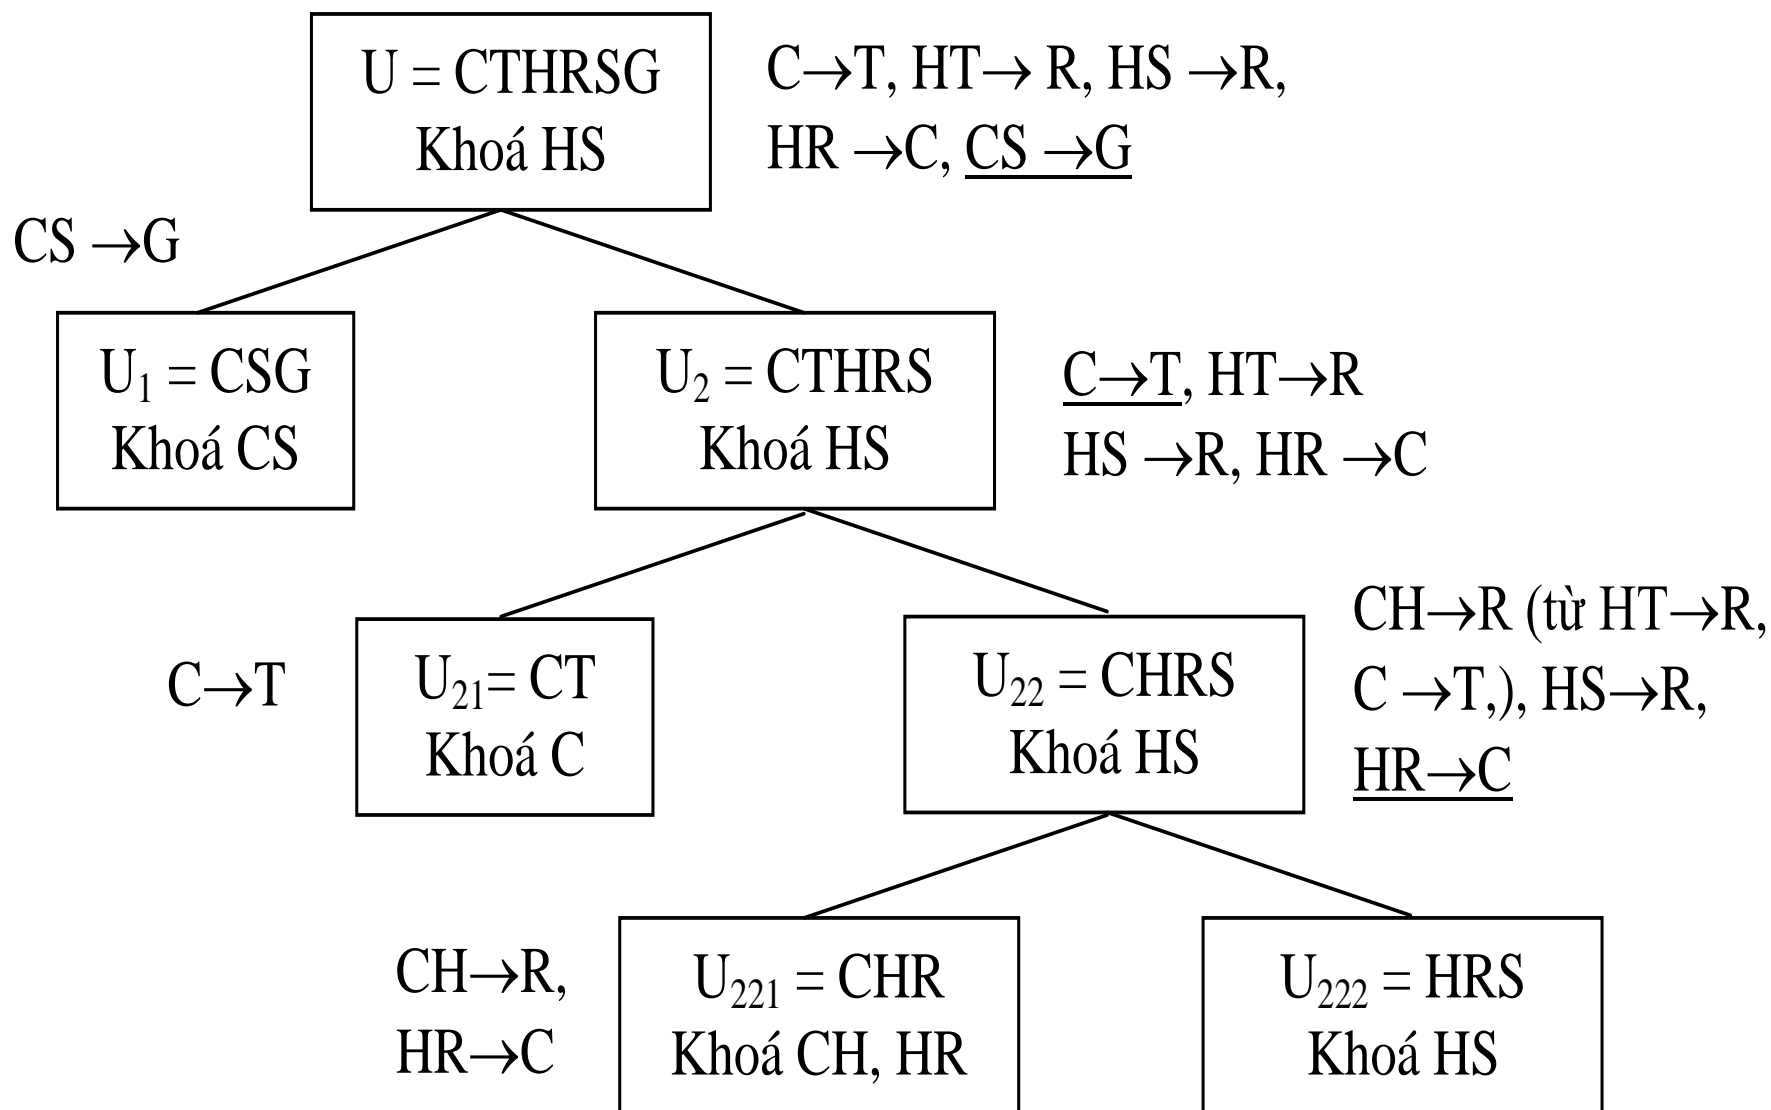 U = CTHRSG
Khoá HS
C→T, HT→ R, HS →R,
HR →C, CS →G
CS →G
U₁ = CSG
Khoá CS
U₂ = CTHRS
Khoá HS
C→T, HT→R
HS →R, HR →C
C→T
U₂₁= CT
Khoá C
U₂₂ = CHRS
Khoá HS
CH→R (từ HT→R,
C →T,), HS→R,
HR→C
CH→R,
HR→C
U₂₂₁ = CHR
Khoá CH, HR
U₂₂₂ = HRS
Khoá HS